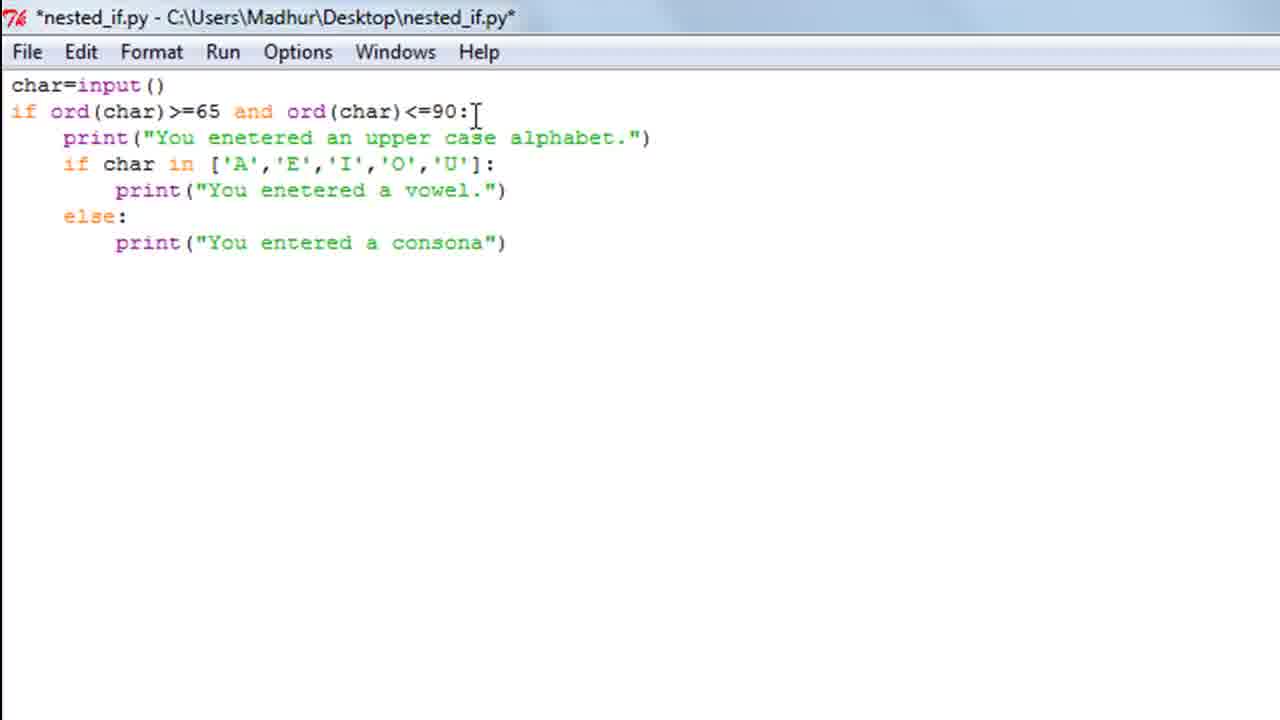 *nested_if.py - C:\Users\Madhur\Desktop\nested_if.py*
File Edit Format Run Options Windows Help
char=input()
if ord(char)>=65 and ord(char)<=90:
    print("You enetered an upper case alphabet.")
    if char in ['A','E','I','O','U']:
        print("You enetered a vowel.")
    else:
        print("You entered a consona")